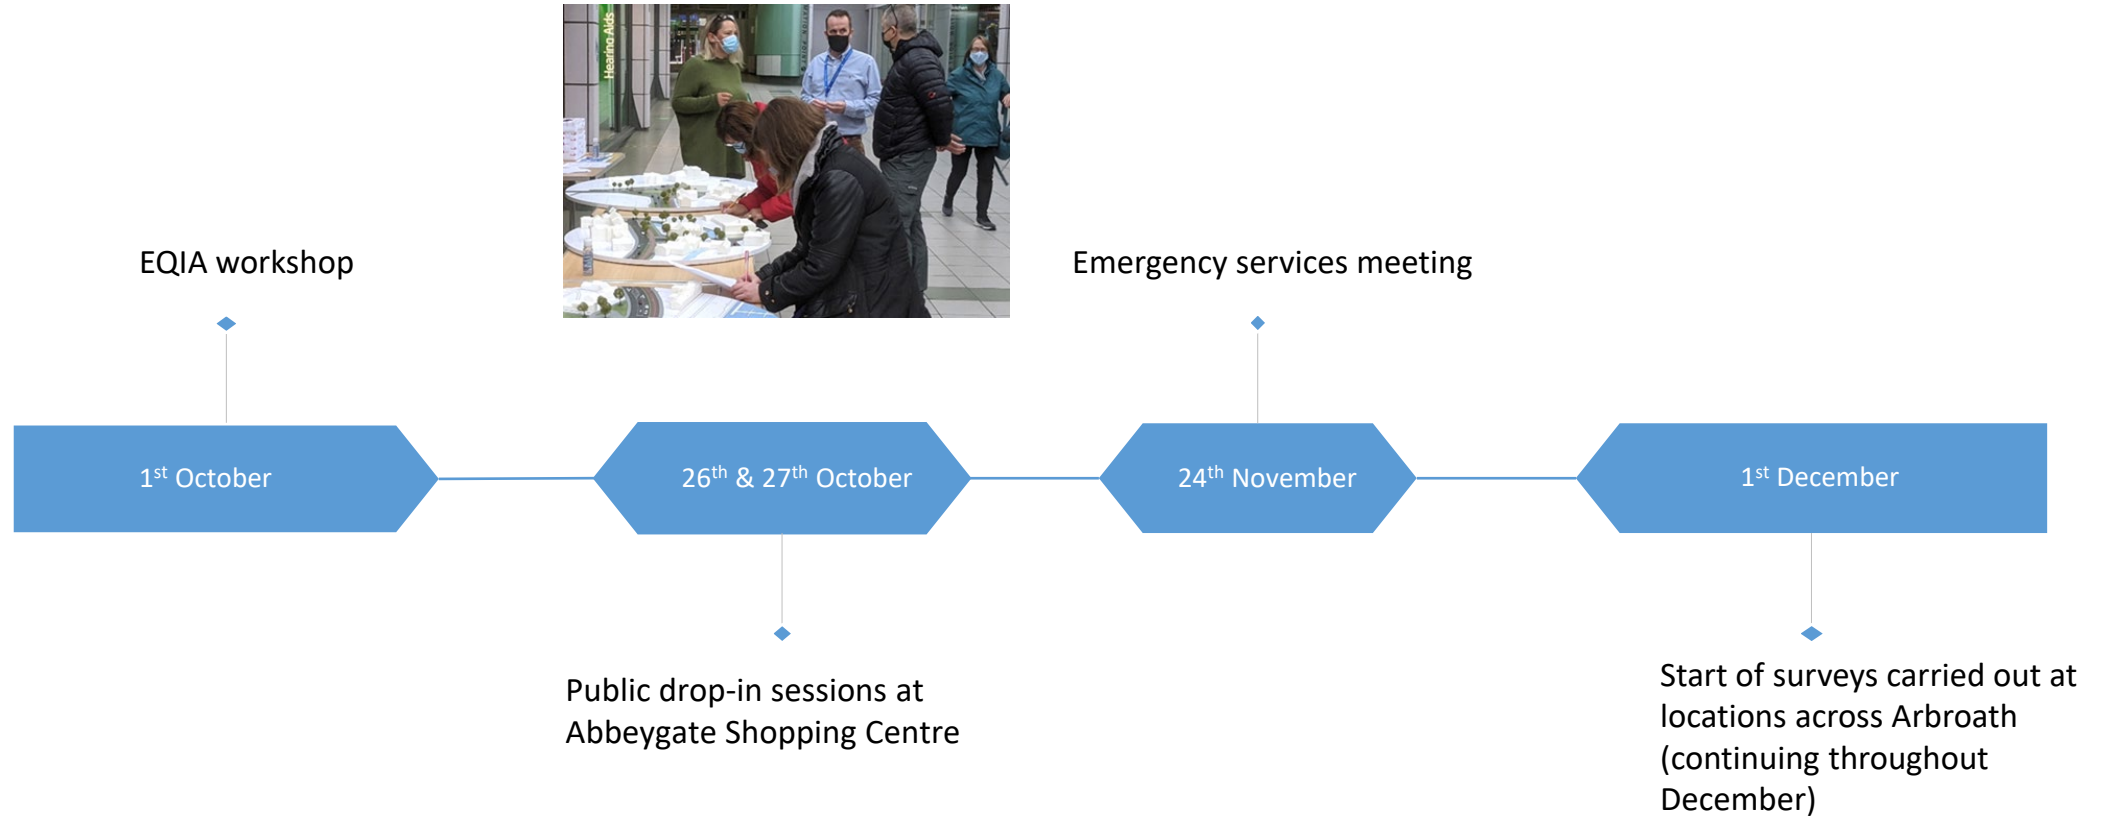 Hearing Aids
EQIA workshop
Emergency services meeting
1st October
26th & 27th October
24th November
1st December
Public drop-in sessions at
Abbeygate Shopping Centre
Start of surveys carried out at
locations across Arbroath
(continuing throughout
December)